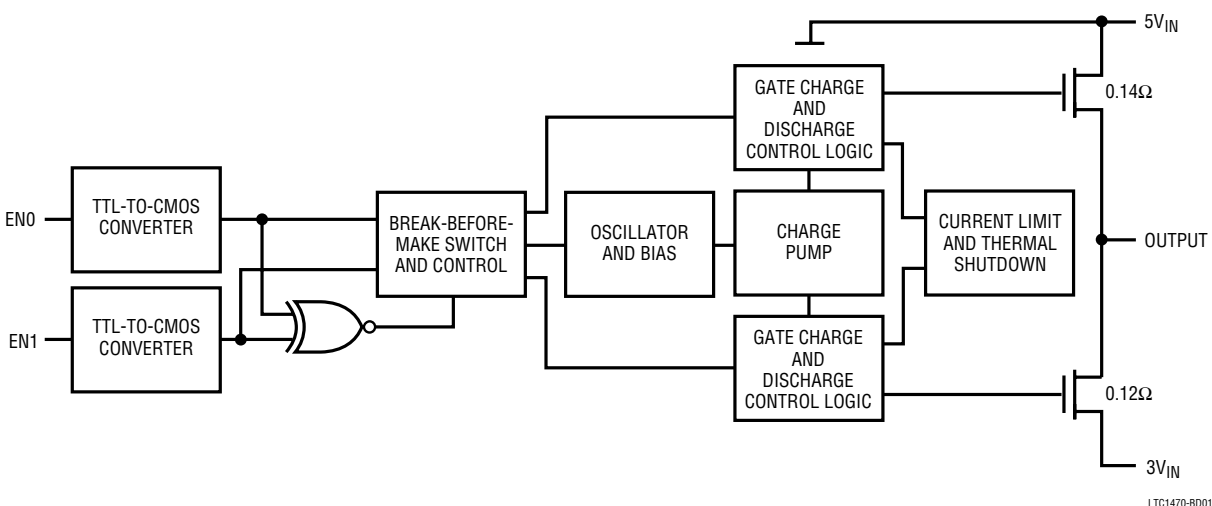 5VIN
GATE CHARGE
AND
DISCHARGE
CONTROL LOGIC
0.14Ω
TTL-TO-CMOS
CONVERTER
EN0
BREAK-BEFORE-
MAKE SWITCH
AND CONTROL
OSCILLATOR
AND BIAS
CHARGE
PUMP
CURRENT LIMIT
AND THERMAL
SHUTDOWN
OUTPUT
TTL-TO-CMOS
CONVERTER
EN1
GATE CHARGE
AND
DISCHARGE
CONTROL LOGIC
0.12Ω
3VIN
LTC1470-BD01